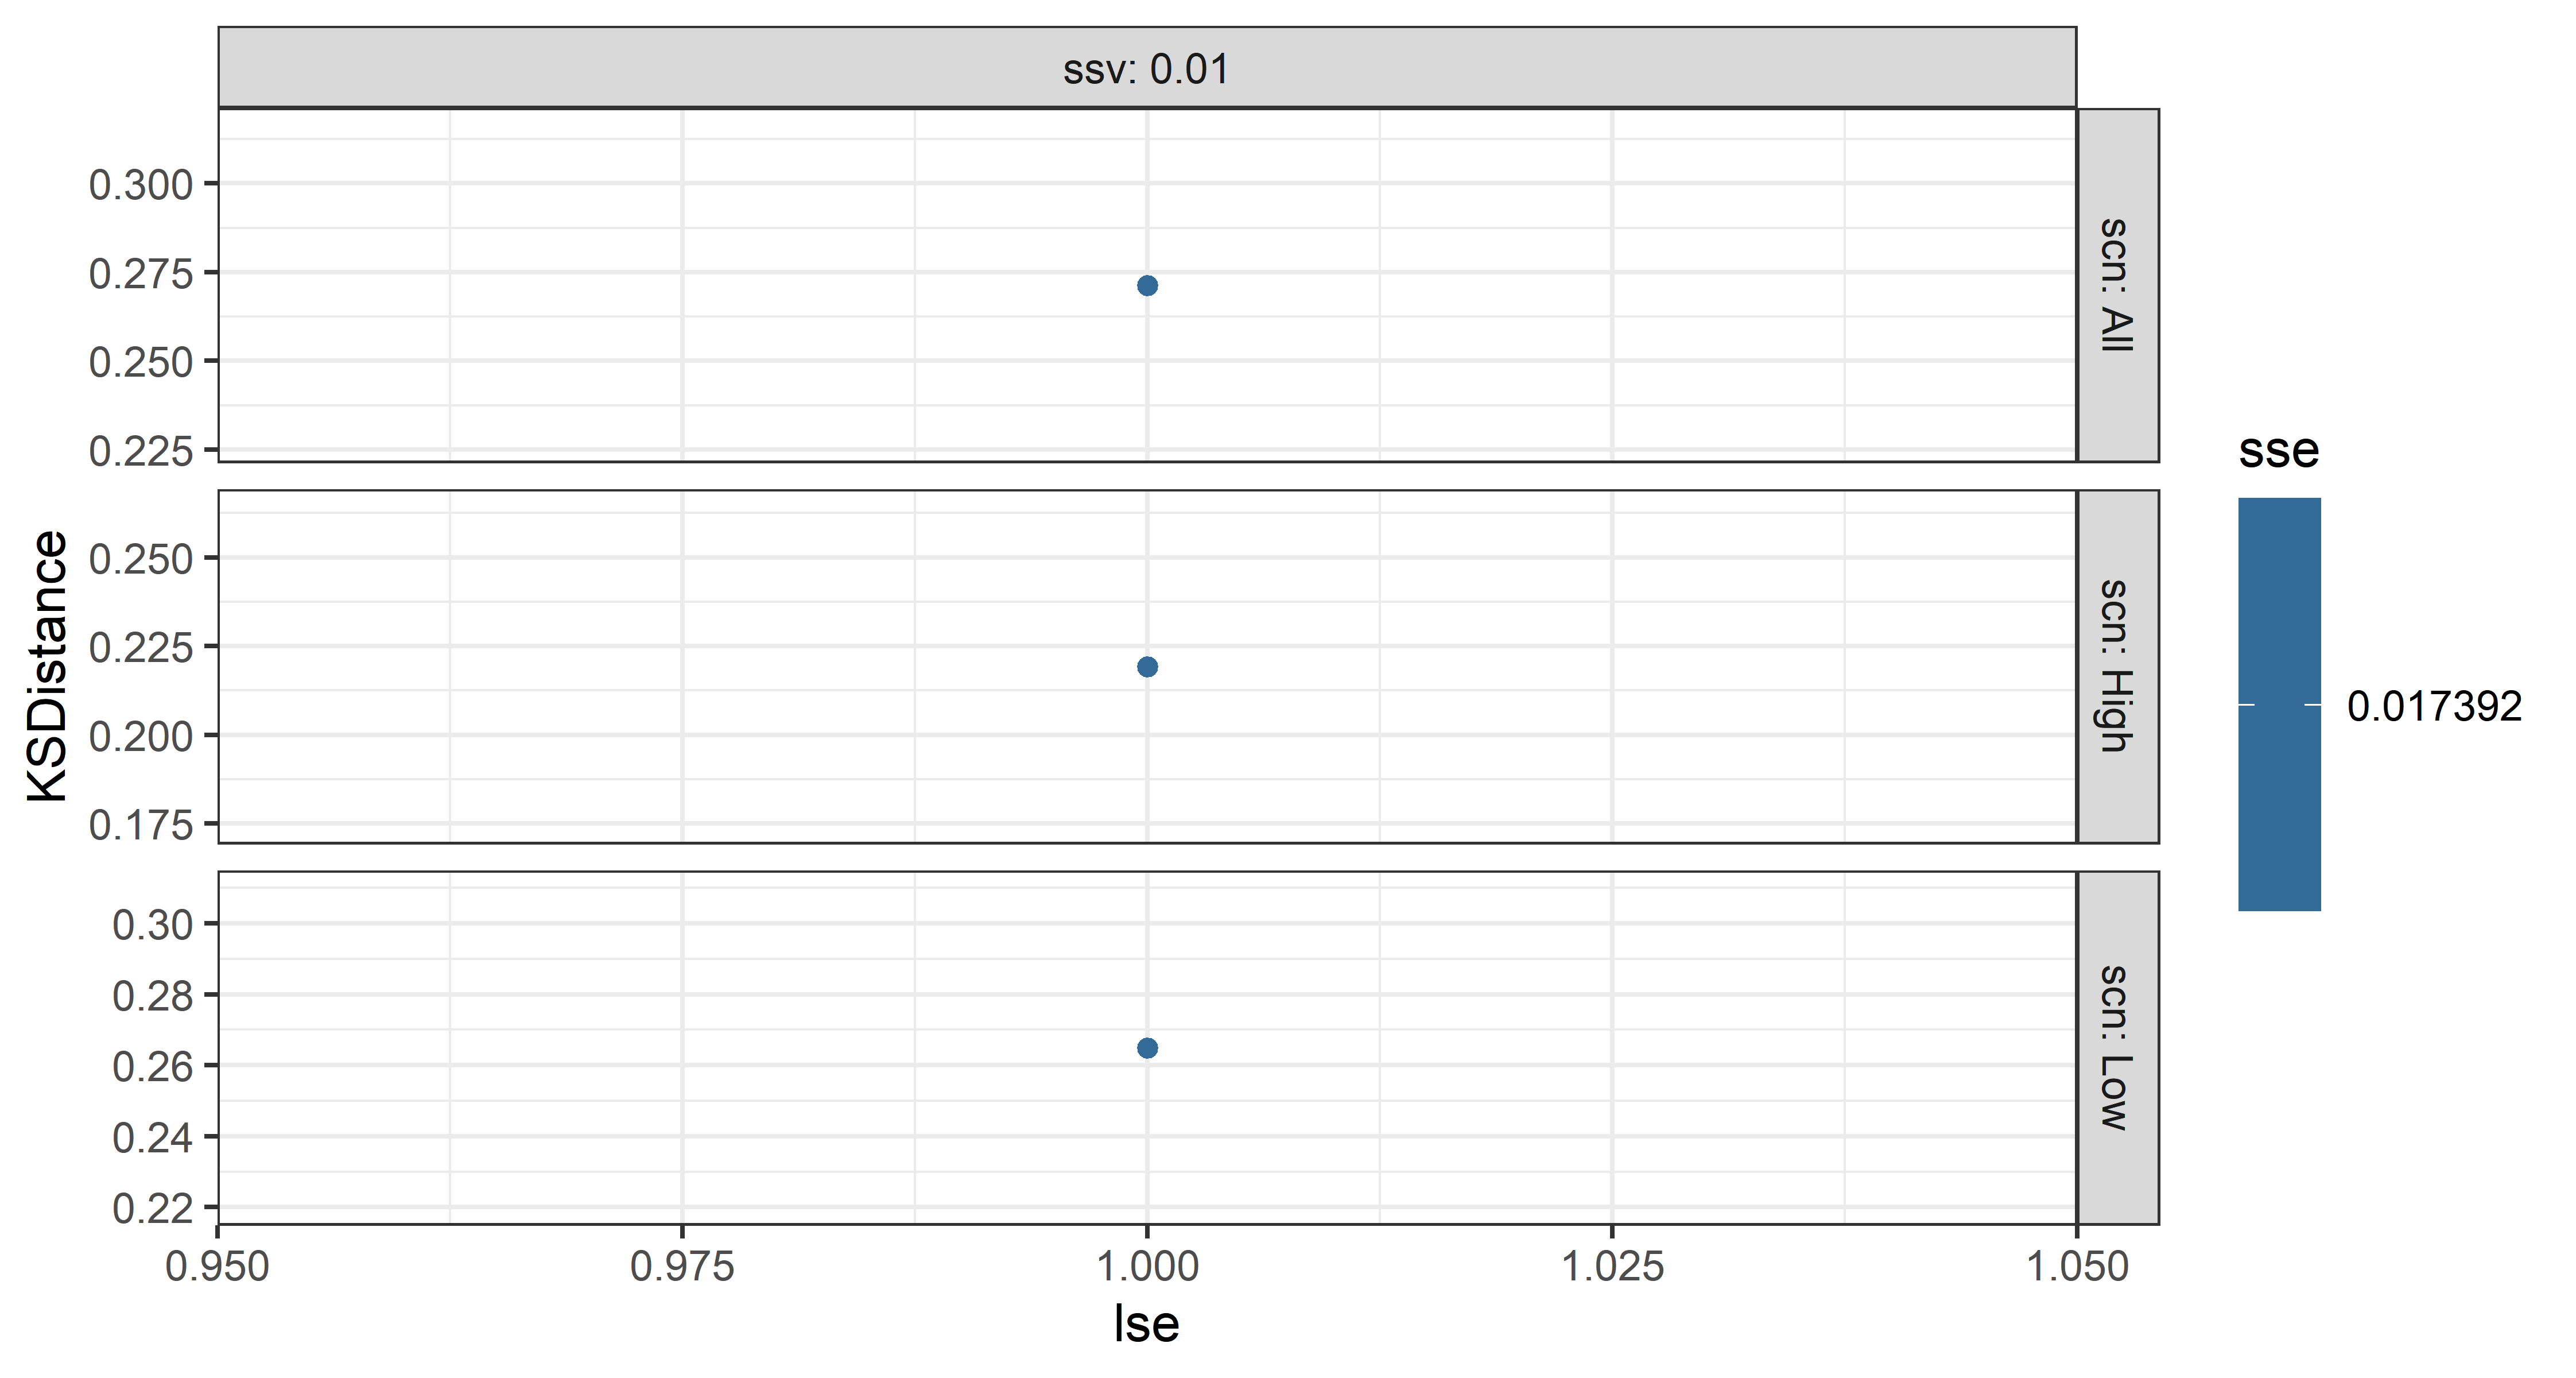 ssv: 0.01
0.300
0.275
0.250
0.225
scn: All
KSDistance
0.250
0.225
0.200
0.175
scn: High
0.30
0.28
0.26
0.24
0.22
scn: Low
0.950 0.975 1.000 1.025 1.050
lse
sse
0.017392